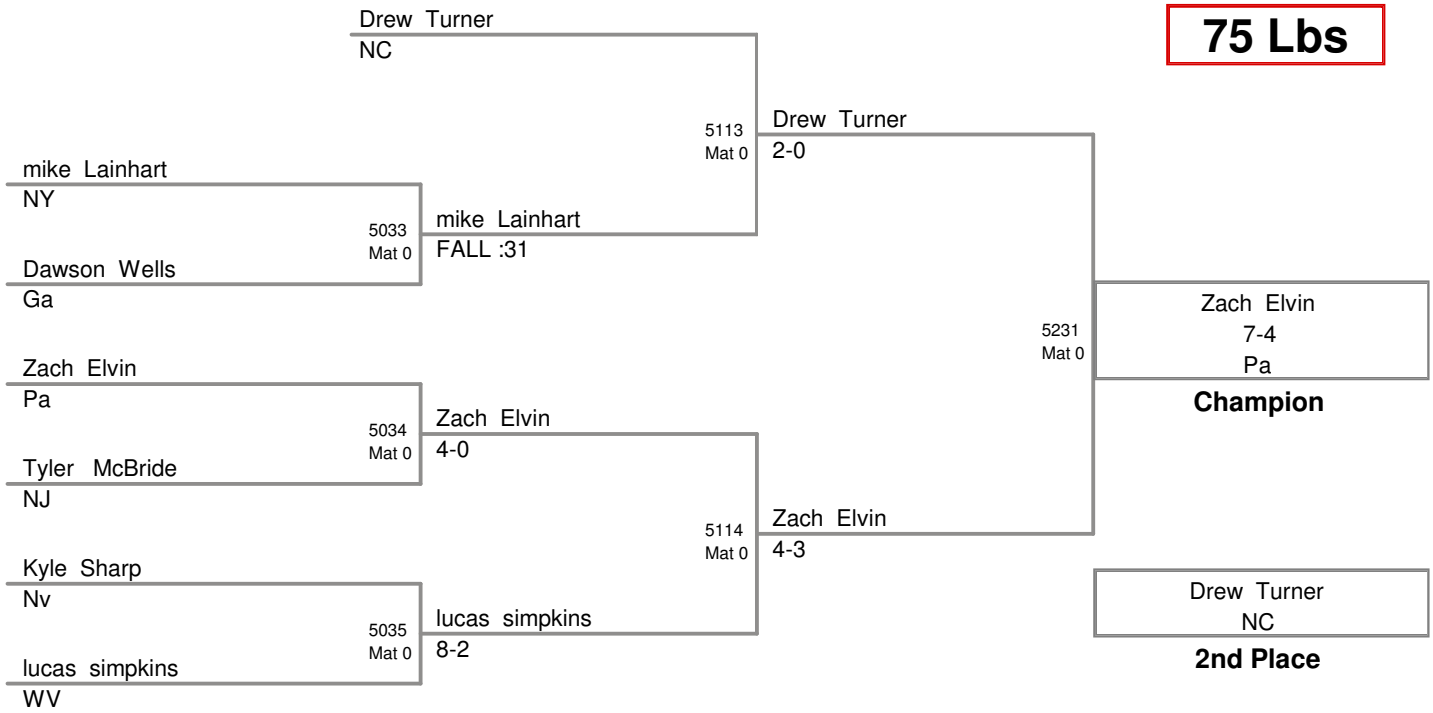 Drew Turner
NC
75 Lbs
5113
Mat 0
Drew Turner
2-0
mike Lainhart
NY
5033
Mat 0
mike Lainhart
FALL :31
Dawson Wells
Ga
Zach Elvin
7-4
Pa
Champion
5231
Mat 0
Zach Elvin
Pa
5034
Mat 0
Zach Elvin
4-0
Tyler McBride
NJ
5114
Mat 0
Zach Elvin
4-3
Kyle Sharp
Nv
5035
Mat 0
lucas simpkins
8-2
lucas simpkins
WV
Drew Turner
NC
2nd Place